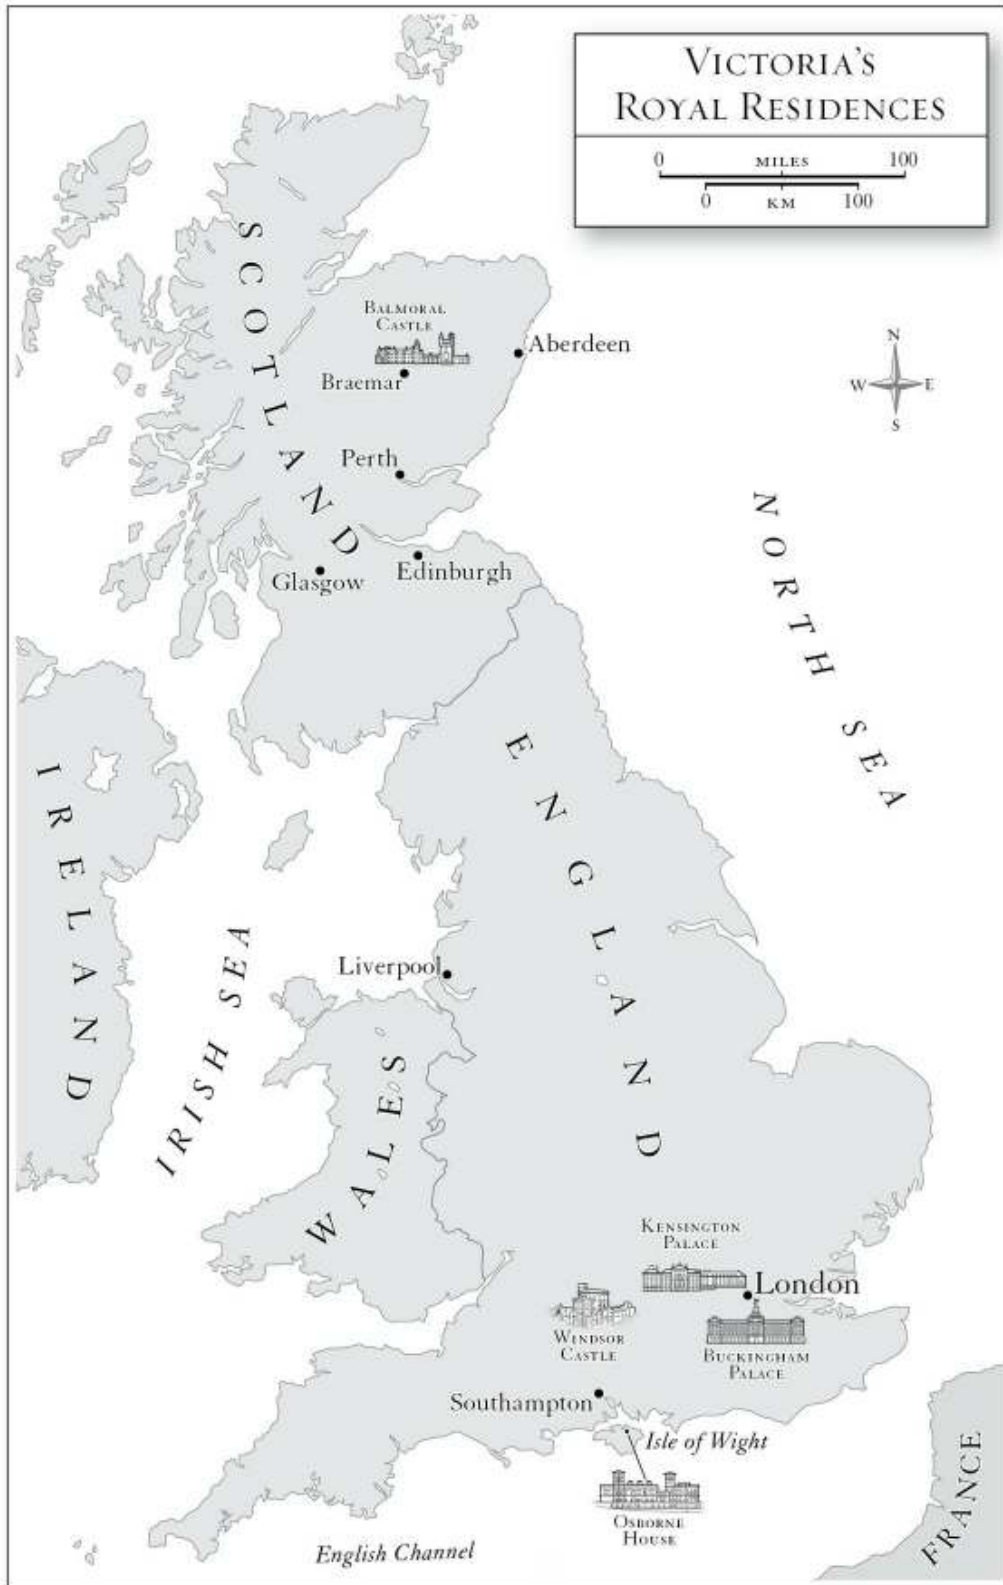 VICTORIA'S
ROYAL RESIDENCES
0 MILES 100
0 KM 100
SCOTLAND
BALMORAL
CASTLE
Aberdeen
Braemar
N
W E
S
Perth
Edinburgh
Glasgow
NORTH SEA
IRELAND
ENGLAND
IRISH SEA
Liverpool
WALES
KENSINGTON
PALACE
London
WINDSOR
CASTLE
BUCKINGHAM
PALACE
Southampton
Isle of Wight
OSBORNE
HOUSE
FRANCE
English Channel